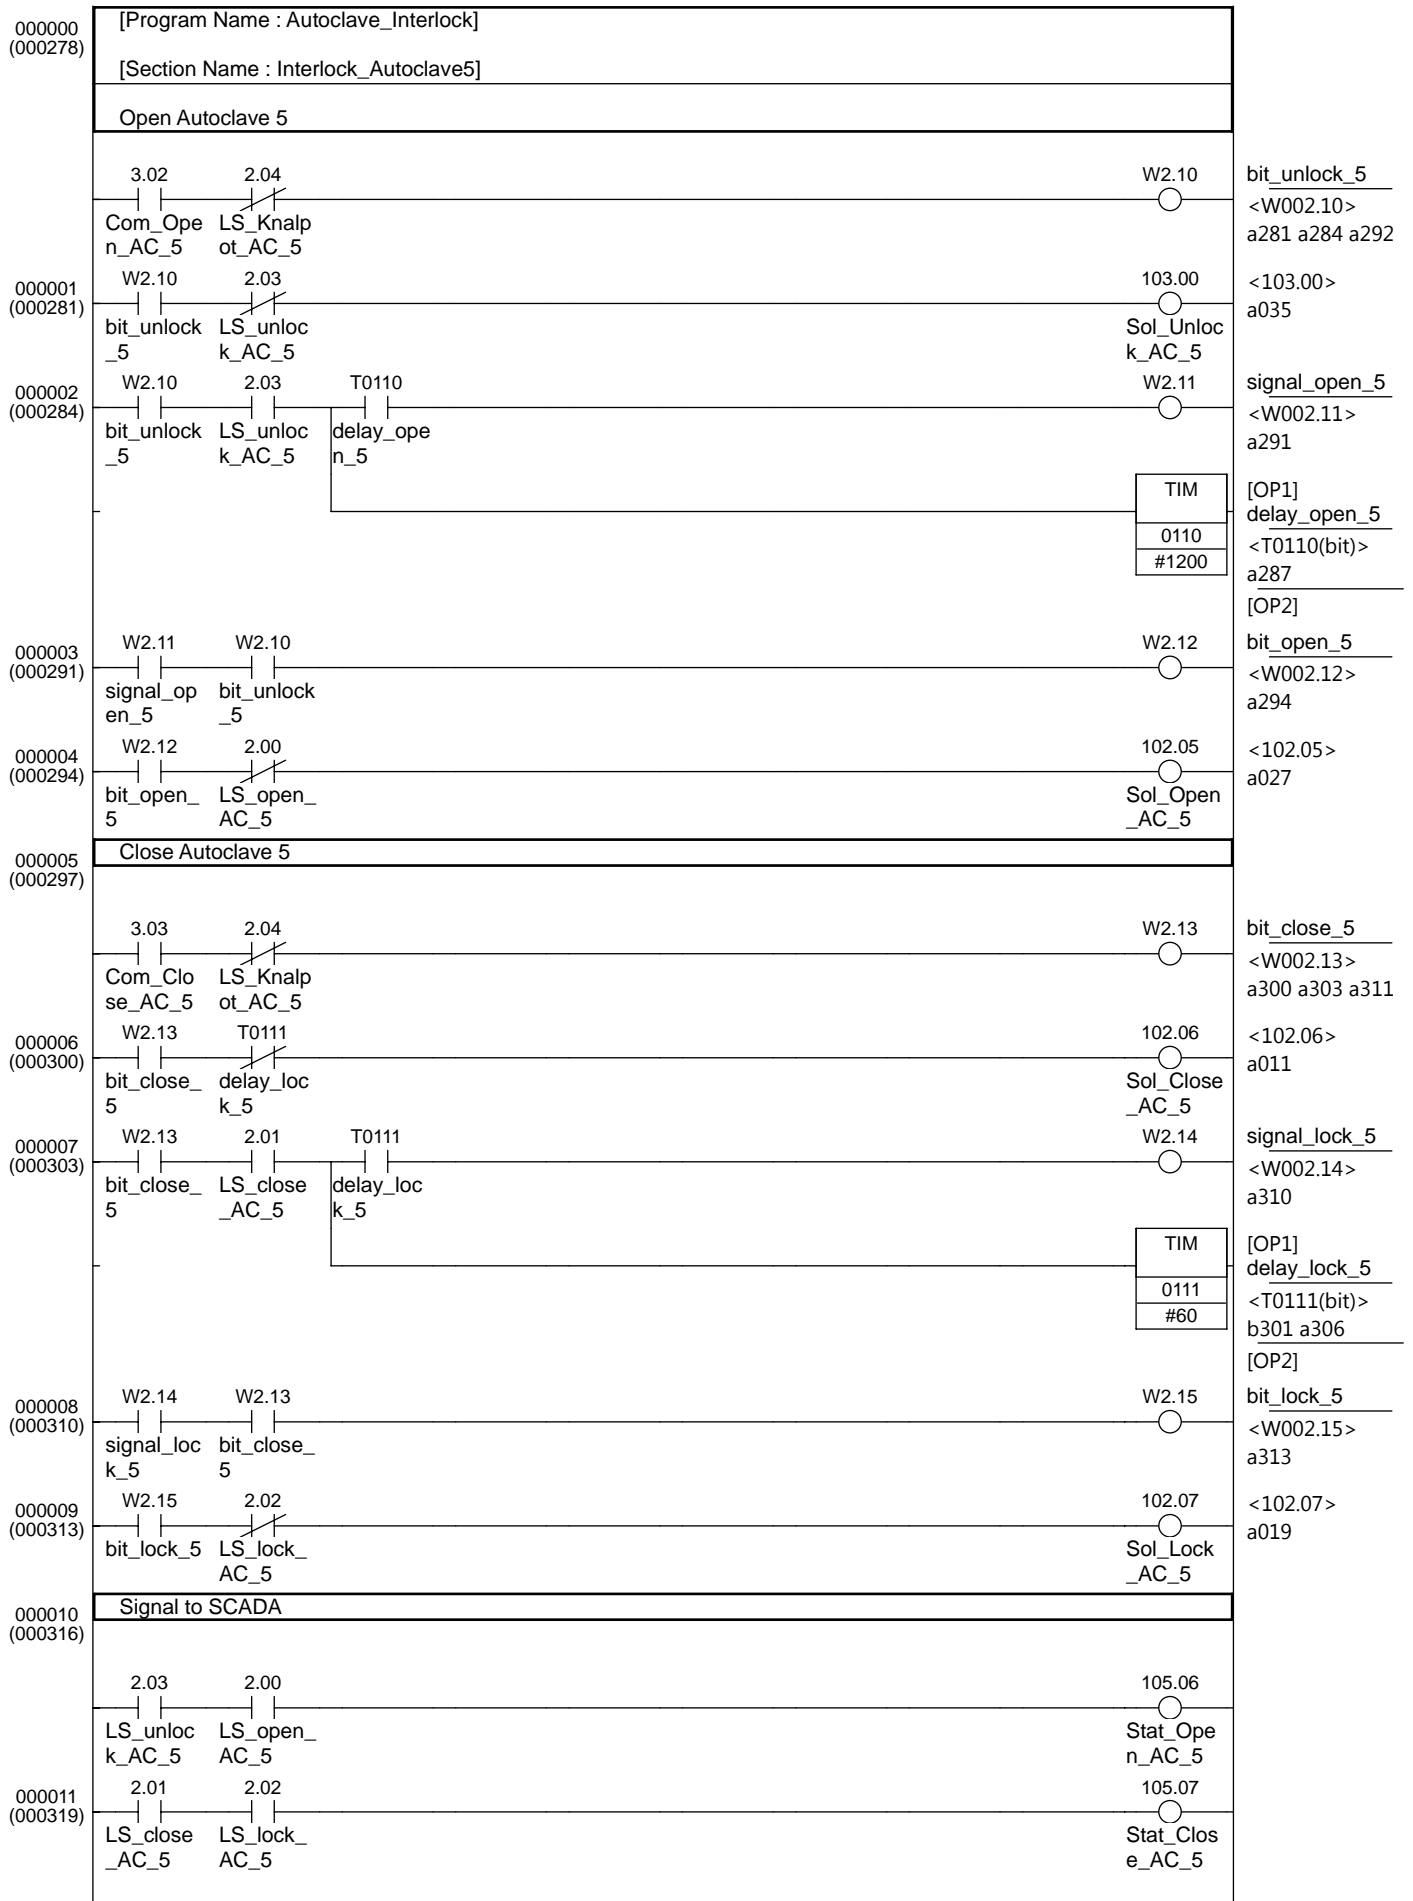 000000
(000278)
[Program Name : Autoclave_Interlock]
[Section Name : Interlock_Autoclave5]
Open Autoclave 5
3.02 2.04 W2.10 bit_unlock_5
Com_Ope LS_Knalp <W002.10>
n_AC_5 ot_AC_5 a281 a284 a292
000001
(000281)
W2.10 2.03 103.00 <103.00>
bit_unlock LS_unloc Sol_Unloc a035
_5 k_AC_5 k_AC_5
000002
(000284)
W2.10 2.03 T0110 W2.11 signal_open_5
bit_unlock LS_unloc delay_ope <W002.11>
_5 k_AC_5 n_5 a291
TIM [OP1]
delay_open_5
0110 <T0110(bit)>
#1200 a287
[OP2]
000003
(000291)
W2.11 W2.10 W2.12 bit_open_5
signal_op bit_unlock <W002.12>
en_5 _5 a294
000004
(000294)
W2.12 2.00 102.05 <102.05>
bit_open_ LS_open_ Sol_Open a027
5 AC_5 _AC_5
000005
(000297)
Close Autoclave 5
3.03 2.04 W2.13 bit_close_5
Com_Clo LS_Knalp <W002.13>
se_AC_5 ot_AC_5 a300 a303 a311
000006
(000300)
W2.13 T0111 102.06 <102.06>
bit_close_ delay_loc Sol_Close a011
5 k_5 _AC_5
000007
(000303)
W2.13 2.01 T0111 W2.14 signal_lock_5
bit_close_ LS_close delay_loc <W002.14>
5 _AC_5 k_5 a310
TIM [OP1]
delay_lock_5
0111 <T0111(bit)>
#60 b301 a306
[OP2]
000008
(000310)
W2.14 W2.13 W2.15 bit_lock_5
signal_loc bit_close_ <W002.15>
k_5 5 a313
000009
(000313)
W2.15 2.02 102.07 <102.07>
bit_lock_5 LS_lock_ Sol_Lock a019
AC_5 _AC_5
000010
(000316)
Signal to SCADA
2.03 2.00 105.06
LS_unloc LS_open_ Stat_Ope
k_AC_5 AC_5 n_AC_5
000011
(000319)
2.01 2.02 105.07
LS_close LS_lock_ Stat_Clos
_AC_5 AC_5 e_AC_5